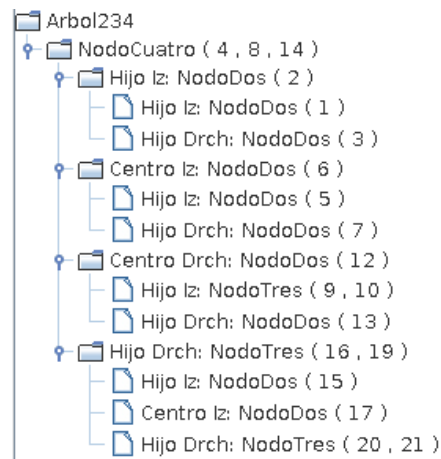 Arbol234
NodoCuatro ( 4 , 8 , 14 )
Hijo Iz: NodoDos ( 2 )
Hijo Iz: NodoDos ( 1 )
Hijo Drch: NodoDos ( 3 )
Centro Iz: NodoDos ( 6 )
Hijo Iz: NodoDos ( 5 )
Hijo Drch: NodoDos ( 7 )
Centro Drch: NodoDos ( 12 )
Hijo Iz: NodoTres ( 9 , 10 )
Hijo Drch: NodoDos ( 13 )
Hijo Drch: NodoTres ( 16 , 19 )
Hijo Iz: NodoDos ( 15 )
Centro Iz: NodoDos ( 17 )
Hijo Drch: NodoTres ( 20 , 21 )